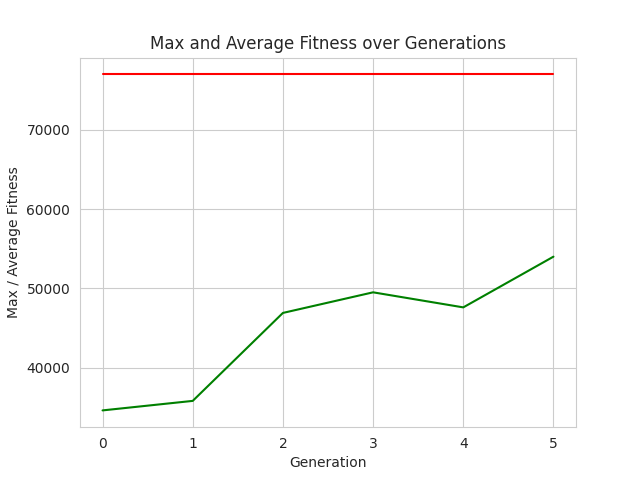 Max and Average Fitness over Generations
Max / Average Fitness
70000
60000
50000
40000
0 1 2 3 4 5
Generation